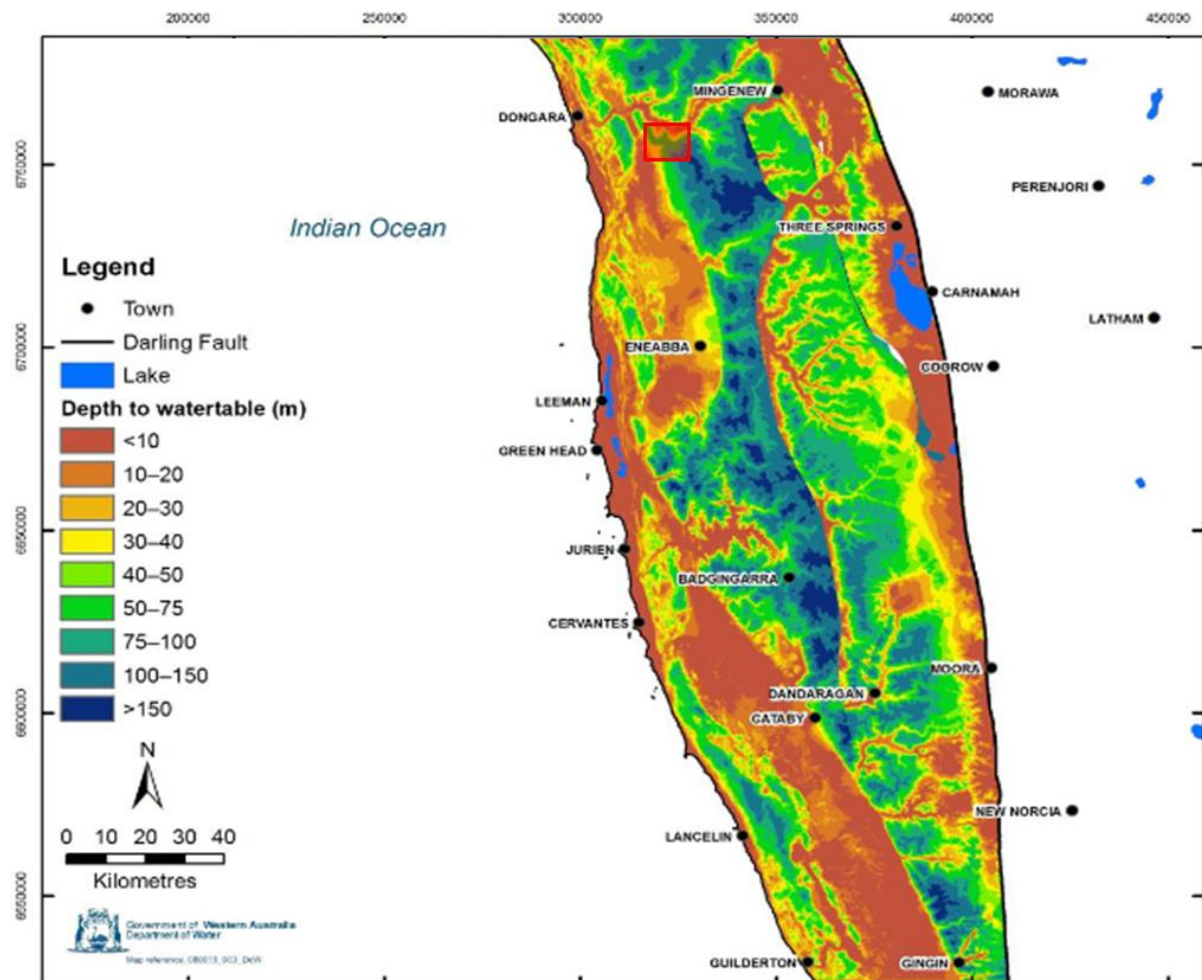 200000
250000
300000
350000
400000
450000
MINGENEW
MORAWA
DONGARA
6750000
PERENJORI
Indian Ocean
THREE SPRINGS
Legend
CARNAMAH
Town
LATHAM
Darling Fault
6700000
ENEABBA
COOROW
Lake
LEEMAN
Depth to watertable (m)
<10
GREEN HEAD
10–20
20–30
6650000
30–40
JURIEN
40–50
BADGINGARRA
50–75
CERVANTES
75–100
100–150
MOORA
DANDARAGAN
>150
6600000
CATABY
N
NEW NORCIA
0 10 20 30 40
LANCELIN
Kilometres
6550000
Government of Western Australia
Department of Water
GUILDERTON
GINGIN